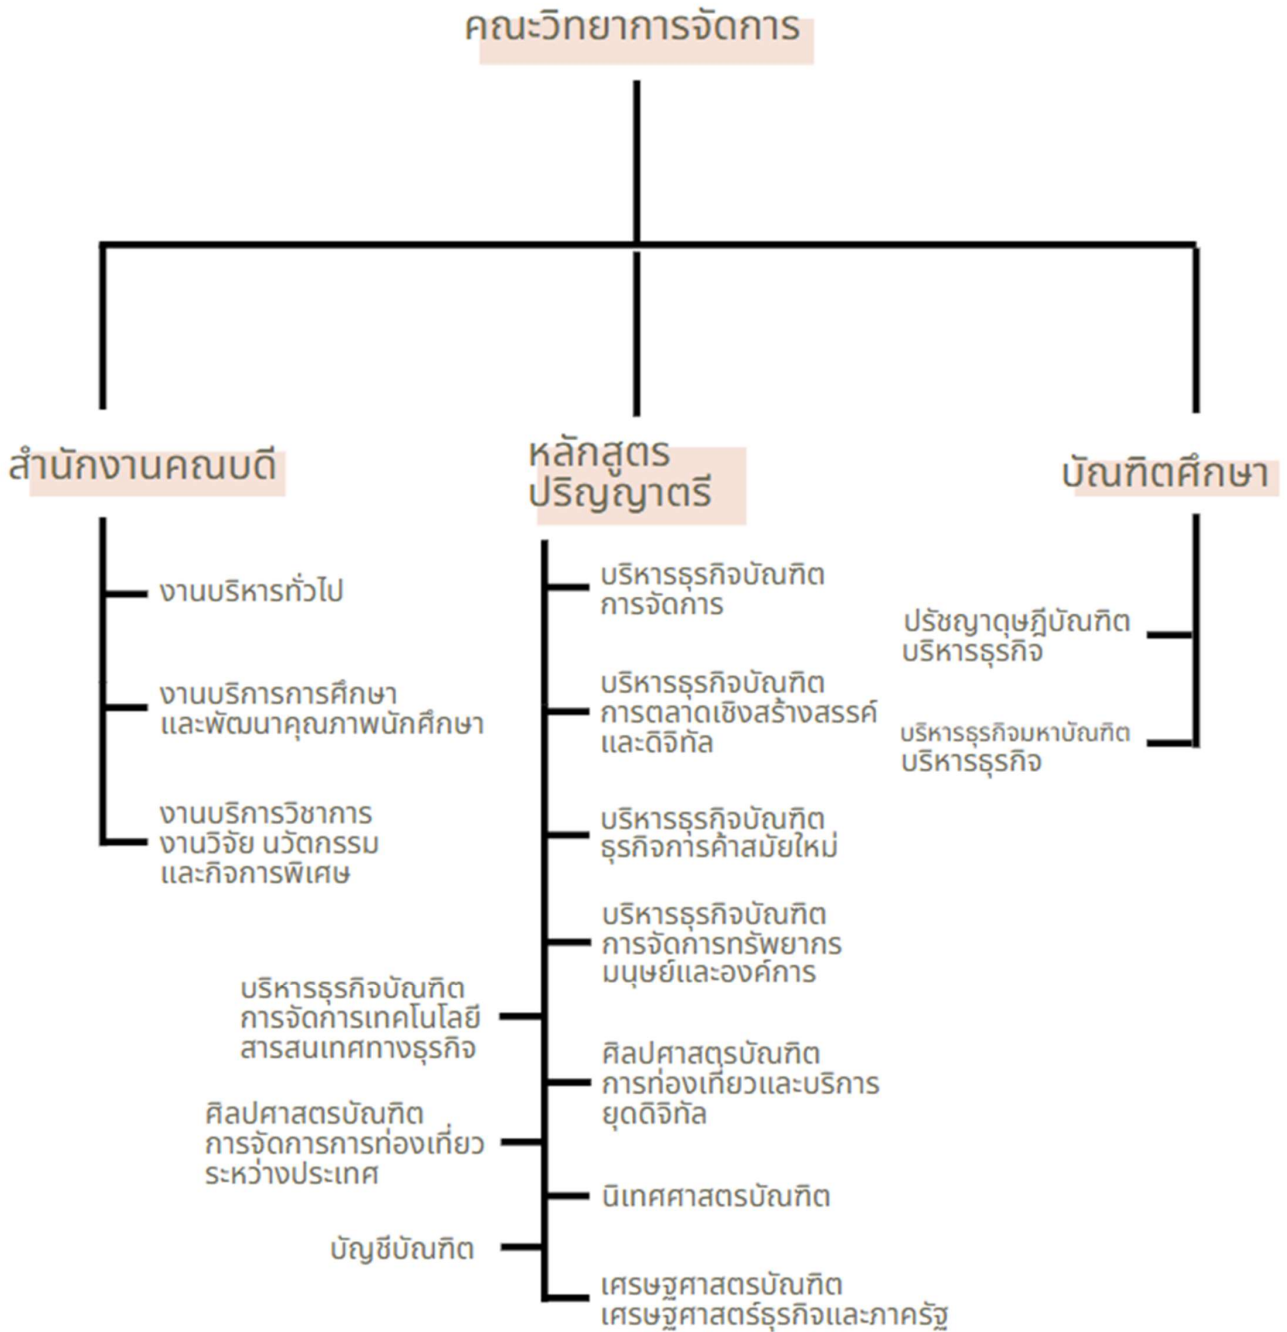 คณะวิทยาการจัดการ
สำนักงานคณบดี
งานบริหารทั่วไป
งานบริการการศึกษา
และพัฒนาคุณภาพนักศึกษา
งานบริการวิชาการ
งานวิจัย นวัตกรรม
และกิจการพิเศษ
หลักสูตร
ปริญญาตรี
บริหารธุรกิจบัณฑิต
การจัดการ
บริหารธุรกิจบัณฑิต
การตลาดเชิงสร้างสรรค์
และดิจิทัล
บริหารธุรกิจบัณฑิต
ธุรกิจการค้าสมัยใหม่
บริหารธุรกิจบัณฑิต
การจัดการทรัพยากร
มนุษย์และองค์การ
บริหารธุรกิจบัณฑิต
การจัดการเทคโนโลยี
สารสนเทศทางธุรกิจ
ศิลปศาสตรบัณฑิต
การท่องเที่ยวและบริการ
ยุดดิจิทัล
ศิลปศาสตรบัณฑิต
การจัดการการท่องเที่ยว
ระหว่างประเทศ
นิเทศศาสตรบัณฑิต
บัญชีบัณฑิต
เศรษฐศาสตรบัณฑิต
เศรษฐศาสตร์ธุรกิจและภาครัฐ
บัณฑิตศึกษา
ปรัชญาดุษฎีบัณฑิต
บริหารธุรกิจ
บริหารธุรกิจมหาบัณฑิต
บริหารธุรกิจ